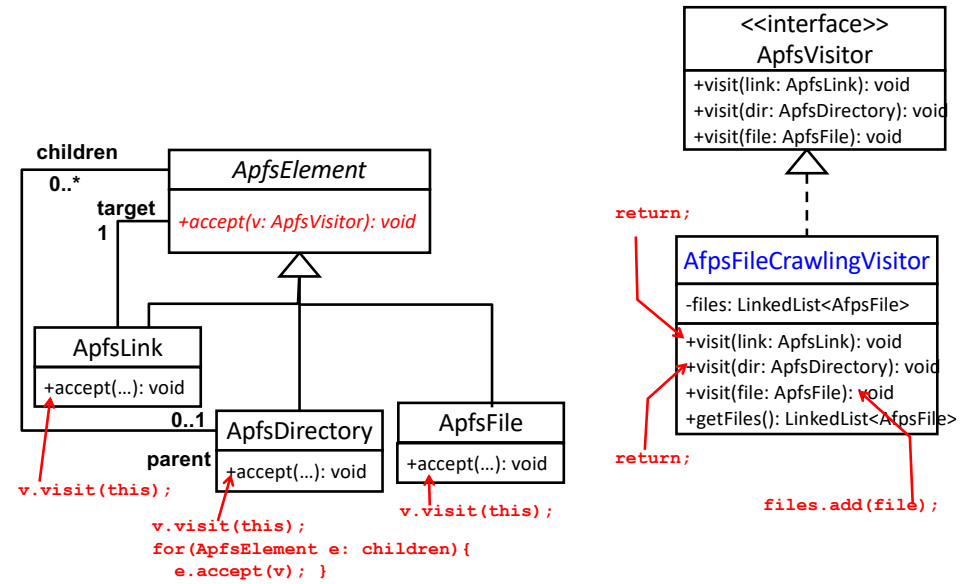 <<interface>>
ApfsVisitor
+visit(link: ApfsLink): void
+visit(dir: ApfsDirectory): void
+visit(file: ApfsFile): void
children
0..*
ApfsElement
+accept(v: ApfsVisitor): void
target
1
return;
AfpsFileCrawlingVisitor
-files: LinkedList<AfpsFile>
+visit(link: ApfsLink): void
+visit(dir: ApfsDirectory): void
+visit(file: ApfsFile): void
+getFiles(): LinkedList<AfpsFile>
return;
files.add(file);
ApfsLink
+accept(...): void
v.visit(this);
0..1
parent
ApfsDirectory
+accept(...): void
v.visit(this);
for(ApfsElement e: children){
e.accept(v); }
ApfsFile
+accept(...): void
v.visit(this);